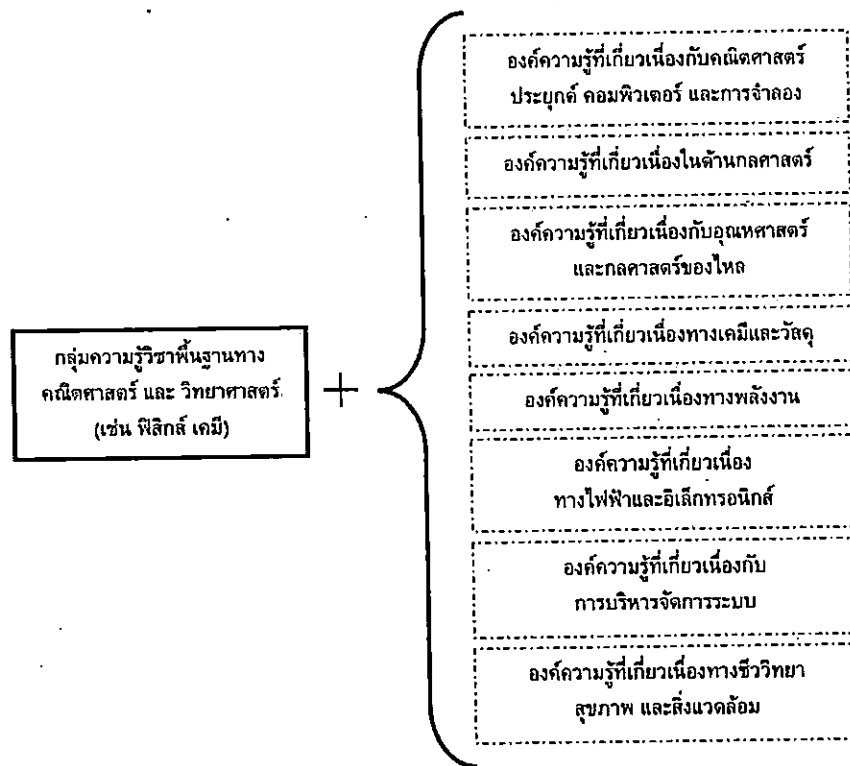 กลุ่มความรู้วิชาพื้นฐานทาง
คณิตศาสตร์ และ วิทยาศาสตร์
(เช่น ฟิสิกส์ เคมี)
+
องค์ความรู้ที่เกี่ยวเนื่องกับคณิตศาสตร์
ประยุกต์ คอมพิวเตอร์ และการจำลอง
องค์ความรู้ที่เกี่ยวเนื่องในด้านกลศาสตร์
องค์ความรู้ที่เกี่ยวเนื่องกับอุณหศาสตร์
และกลศาสตร์ของไหล
องค์ความรู้ที่เกี่ยวเนื่องทางเคมีและวัสดุ
องค์ความรู้ที่เกี่ยวเนื่องทางพลังงาน
องค์ความรู้ที่เกี่ยวเนื่อง
ทางไฟฟ้าและอิเล็กทรอนิกส์
องค์ความรู้ที่เกี่ยวเนื่องกับ
การบริหารจัดการระบบ
องค์ความรู้ที่เกี่ยวเนื่องทางชีววิทยา
สุขภาพ และสิ่งแวดล้อม